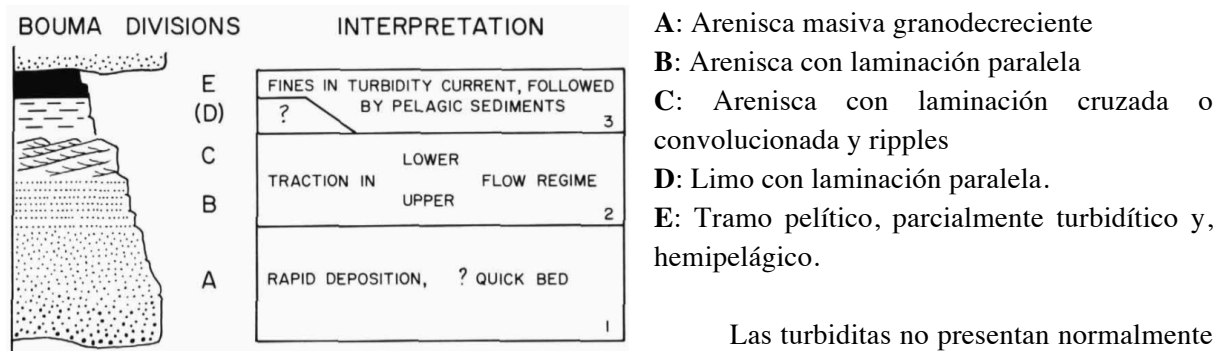 BOUMA DIVISIONS
INTERPRETATION
E
(D)
C
B
A
FINES IN TURBIDITY CURRENT, FOLLOWED
BY PELAGIC SEDIMENTS
?
3
LOWER
TRACTION IN FLOW REGIME
UPPER
2
RAPID DEPOSITION, ? QUICK BED
1
A: Arenisca masiva granodecreciente
B: Arenisca con laminación paralela
C: Arenisca con laminación cruzada o
convolucionada y ripples
D: Limo con laminación paralela.
E: Tramo pelítico, parcialmente turbidítico y,
hemipelágico.
Las turbiditas no presentan normalmente